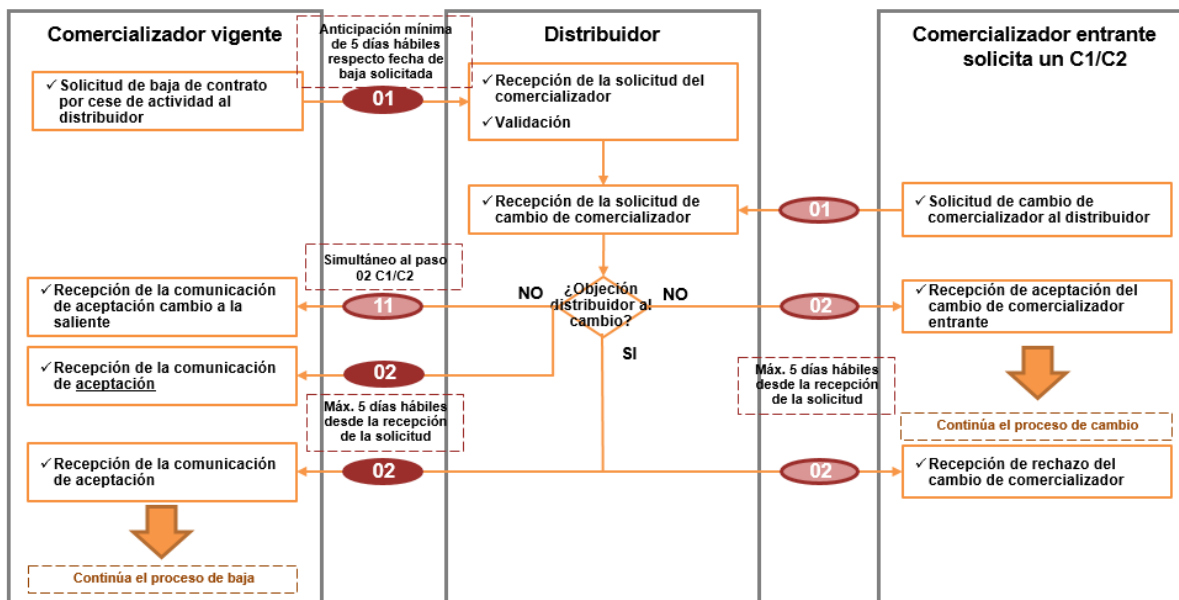 Comercializador vigente
Anticipación mínima
de 5 días hábiles
respecto fecha de
baja solicitada
Distribuidor
Comercializador entrante
solicita un C1/C2
✓ Solicitud de baja de contrato
por cese de actividad al
distribuidor
01
✓ Recepción de la solicitud del
comercializador
✓ Validación
✓ Recepción de la solicitud de
cambio de comercializador
01
✓ Solicitud de cambio de
comercializador al distribuidor
Simultáneo al paso
02 C1/C2
✓ Recepción de la comunicación
de aceptación cambio a la
saliente
11
NO
¿Objeción
distribuidor al
cambio?
NO
02
✓ Recepción de aceptación del
cambio de comercializador
entrante
SI
✓ Recepción de la comunicación
de aceptación
02
Máx. 5 días hábiles
desde la recepción
de la solicitud
Máx. 5 días hábiles
desde la recepción
de la solicitud
Continúa el proceso de cambio
✓ Recepción de la comunicación
de aceptación
02
02
✓ Recepción de rechazo del
cambio de comercializador
Continúa el proceso de baja